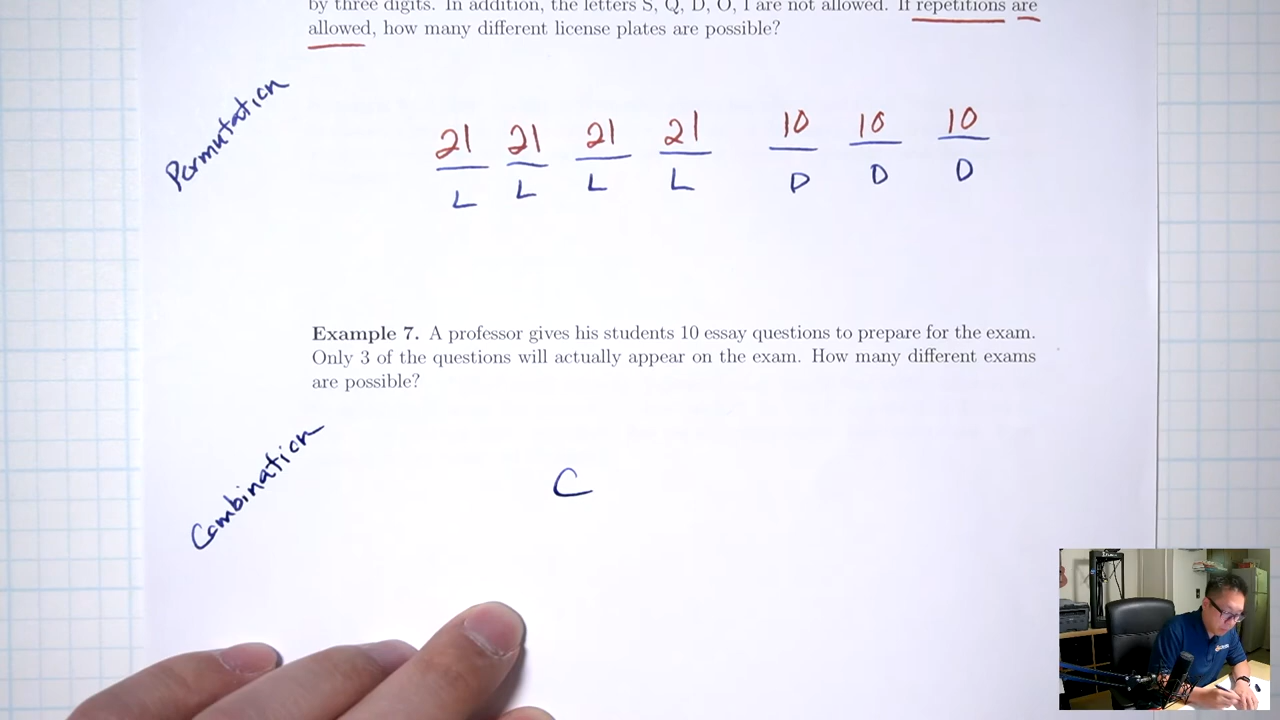 by three digits. In addition, the letters S, Q, D, O, I are not allowed. If repetitions are
allowed, how many different license plates are possible?
Permutation
21 21 21 21 10 10 10
L L L L D D D
Example 7. A professor gives his students 10 essay questions to prepare for the exam.
Only 3 of the questions will actually appear on the exam. How many different exams
are possible?
Combination
C